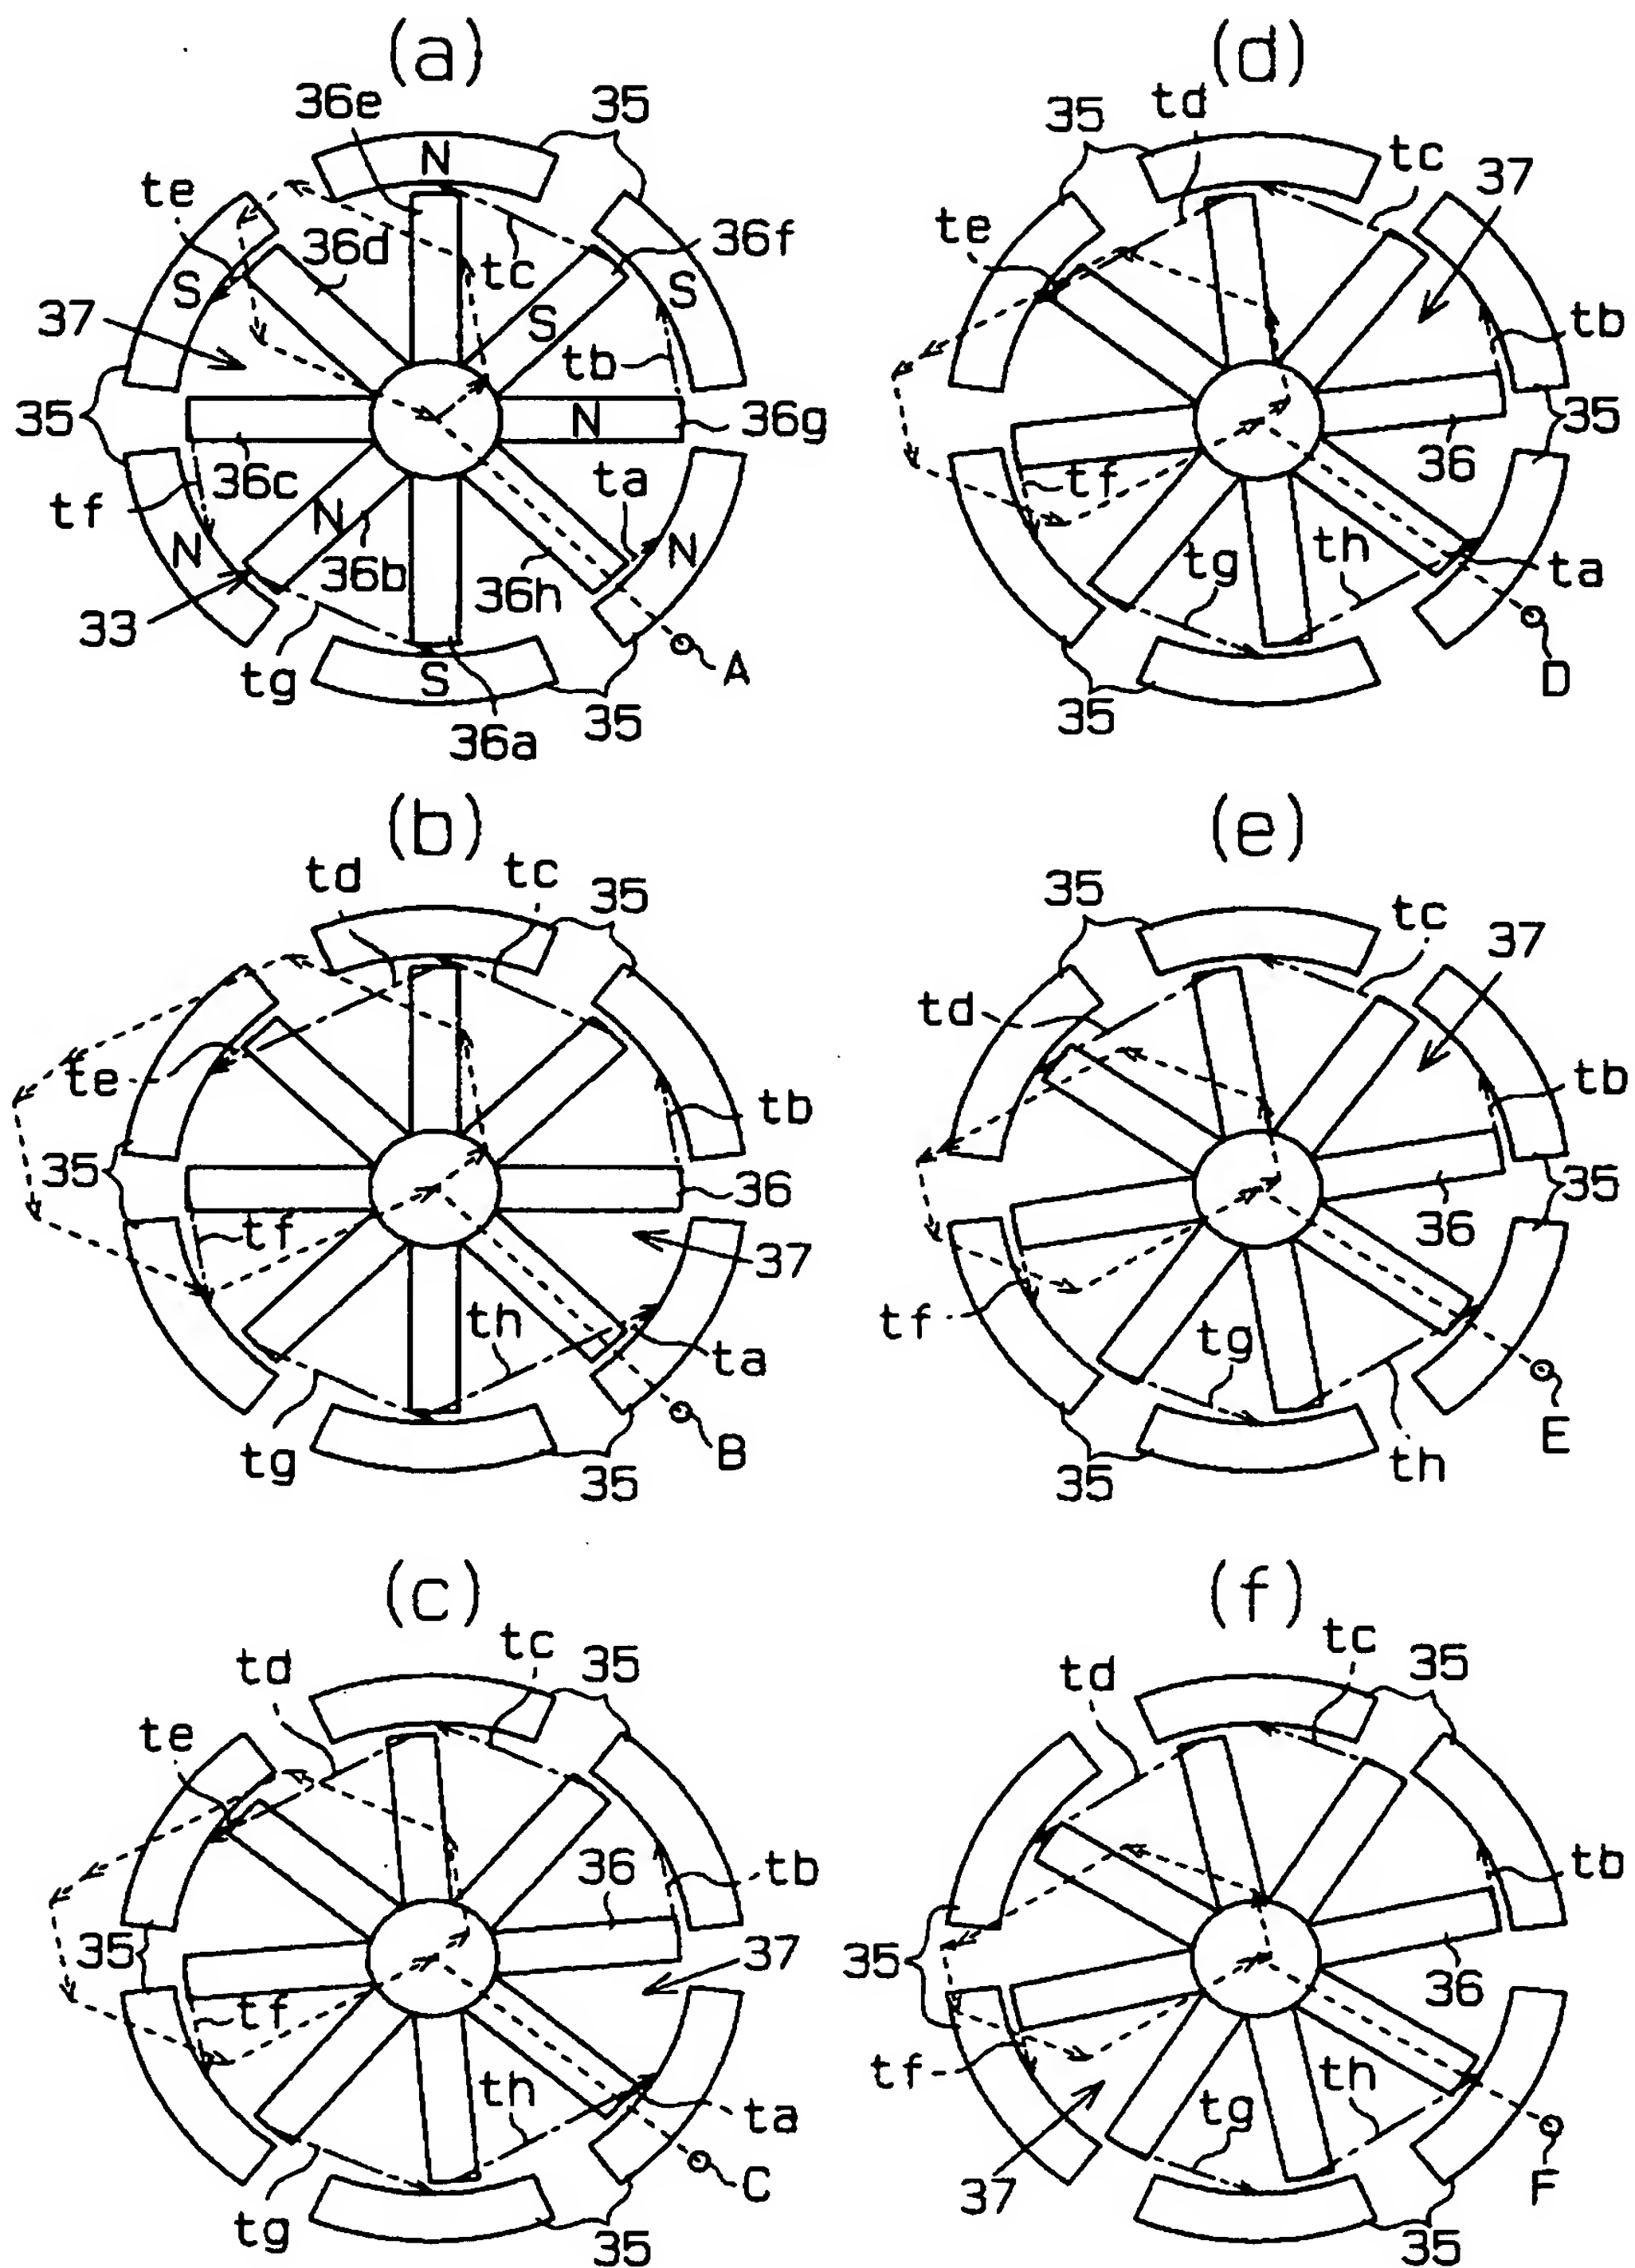 (a)
36e
35
N
te
36d
tc
36f
S
S
S
37
tb
35
N
36g
36c
ta
tf
N
N
36b
36h
N
33
tg
S
A
36a
35
(d)
35
td
tc
37
te
tb
35
36
tf
tg
th
ta
35
D
(b)
td
tc
35
te
tb
35
36
tf
37
th
ta
tg
B
35
(e)
35
tc
37
td
tb
35
36
tf
tg
E
35
th
(c)
tc
35
td
te
36
tb
35
37
tf
th
ta
C
tg
35
(f)
tc
35
td
tb
35
36
tf
th
tg
37
F
35